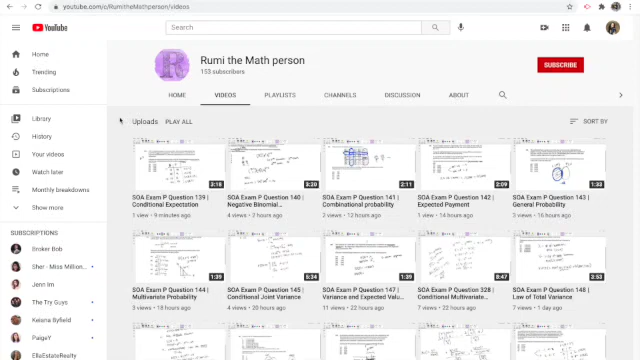 youtube.com/c/RumitheMathperson/videos
YouTube
Search
Home
Trending
Subscriptions
Library
History
Your videos
Watch later
Monthly breakdowns
Show more
SUBSCRIPTIONS
Broker Bob
Sher - Miss Million...
Jenn Im
The Try Guys
Keiana Byfield
PaigaY
EllaEstateRealty
Rumi the Math person
153 subscribers
SUBSCRIBE
HOME VIDEOS PLAYLISTS CHANNELS DISCUSSION ABOUT
Uploads PLAY ALL SORT BY
3:18
SOA Exam P Question 139 |
Conditional Expectation
1 view • 9 minutes ago
3:20
SOA Exam P Question 140 |
Negative Binomial...
4 views • 2 hours ago
2:11
SOA Exam P Question 141 |
Combinational probability
3 views • 12 hours ago
2:09
SOA Exam P Question 142 |
Expected Payment
1 view • 14 hours ago
1:33
SOA Exam P Question 143 |
General Probability
3 views • 16 hours ago
1:39
SOA Exam P Question 144 |
Multivariate Probability
3 views • 18 hours ago
5:34
SOA Exam P Question 145 |
Conditional Joint Variance
4 views • 20 hours ago
1:39
SOA Exam P Question 147 |
Variance and Expected Valu...
11 views • 22 hours ago
8:47
SOA Exam P Question 328 |
Conditional Multivariate...
7 views • 22 hours ago
3:53
SOA Exam P Question 148 |
Law of Total Variance
7 views • 1 day ago